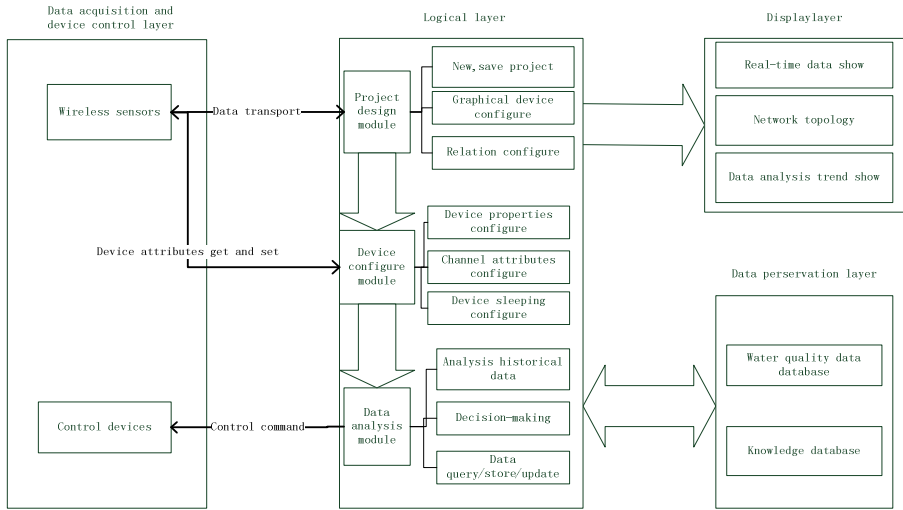 Data acquisition and
device control layer
Logical layer
Displaylayer
Wireless sensors
Data transport
Project
design
module
New,save project
Graphical device
configure
Relation configure
Real-time data show
Network topology
Data analysis trend show
Device attributes get and set
Device
configure
module
Device properties
configure
Channel attributes
configure
Device sleeping
configure
Data perservation layer
Control devices
Control command
Data
analysis
module
Analysis historical
data
Decision-making
Data
query/store/update
Water quality data
database
Knowledge database